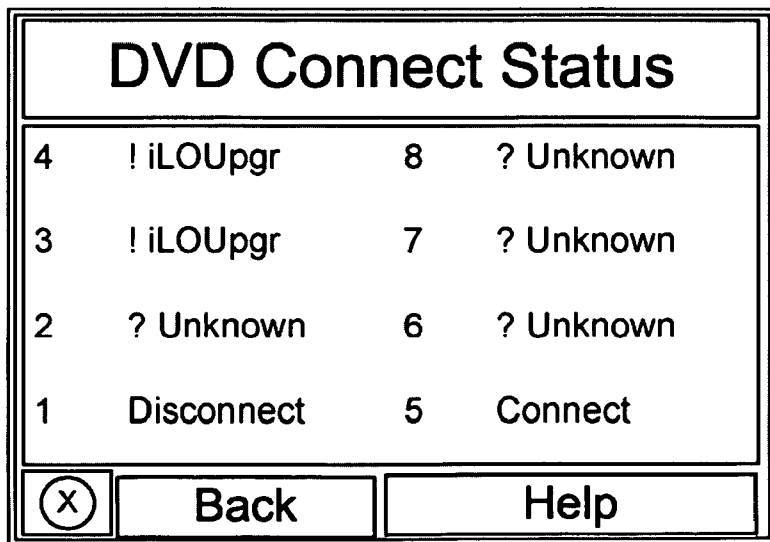 DVD Connect Status
4 ! iLOUpgr 8 ? Unknown
3 ! iLOUpgr 7 ? Unknown
2 ? Unknown 6 ? Unknown
1 Disconnect 5 Connect
X Back Help